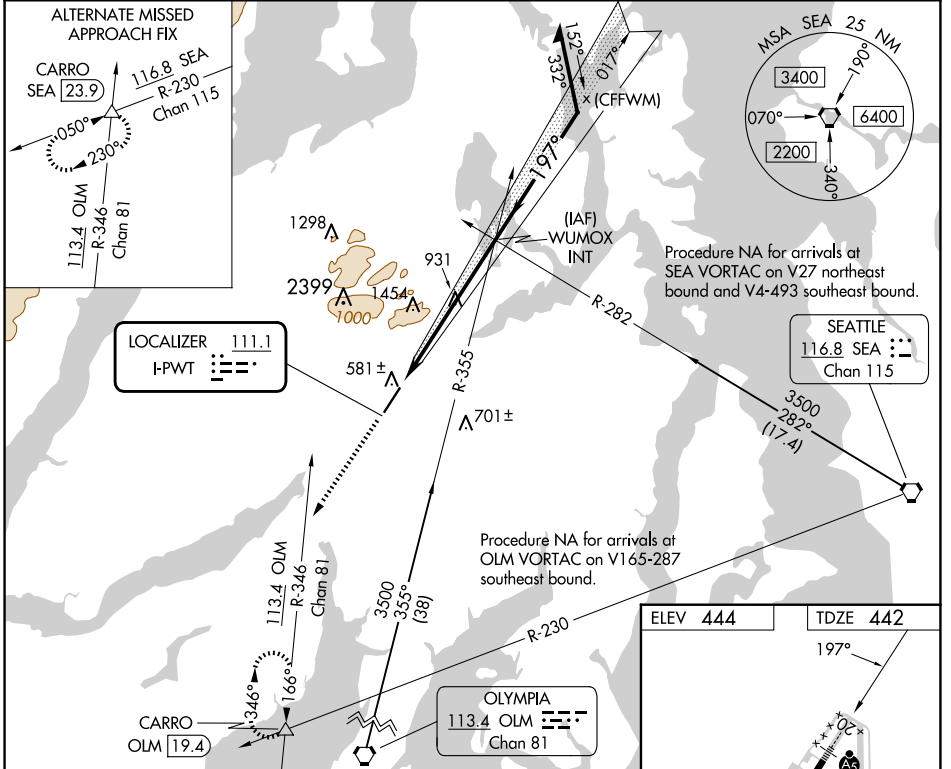 ALTERNATE MISSED
APPROACH FIX
CARRO
SEA 23.9
116.8 SEA
R-230
Chan 115
050°
230°
113.4 OLM
R-346
Chan 81
152°
332°
017°
(CFFWM)
197°
MSA SEA 25 NM
190°
3400
070°
6400
2200
340°
1298
(IAF)
WUMOX
INT
931
2399
1454
1000
Procedure NA for arrivals at
SEA VORTAC on V27 northeast
bound and V4-493 southeast bound.
R-282
LOCALIZER 111.1
I-PWT
SEATTLE
116.8 SEA
Chan 115
581±
R-355
701±
3500
282°
(17.4)
Procedure NA for arrivals at
OLM VORTAC on V165-287
southeast bound.
113.4 OLM
R-346
Chan 81
3500
355°
(38)
R-230
ELEV 444
TDZE 442
197°
346°
166°
CARRO
OLM 19.4
OLYMPIA
113.4 OLM
Chan 81
20
A5